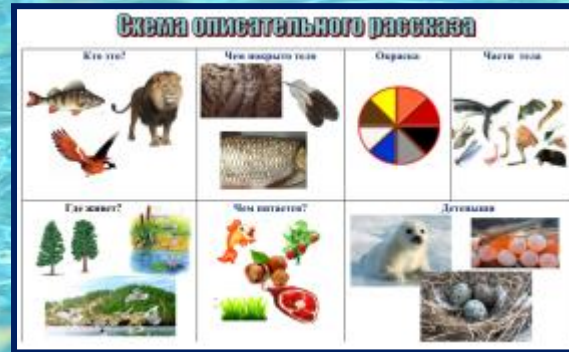 Схема описательного рассказа
Кто это?
Чем покрыто тело
Окраска
Части тела
Где живет?
Чем питается?
Детеныши